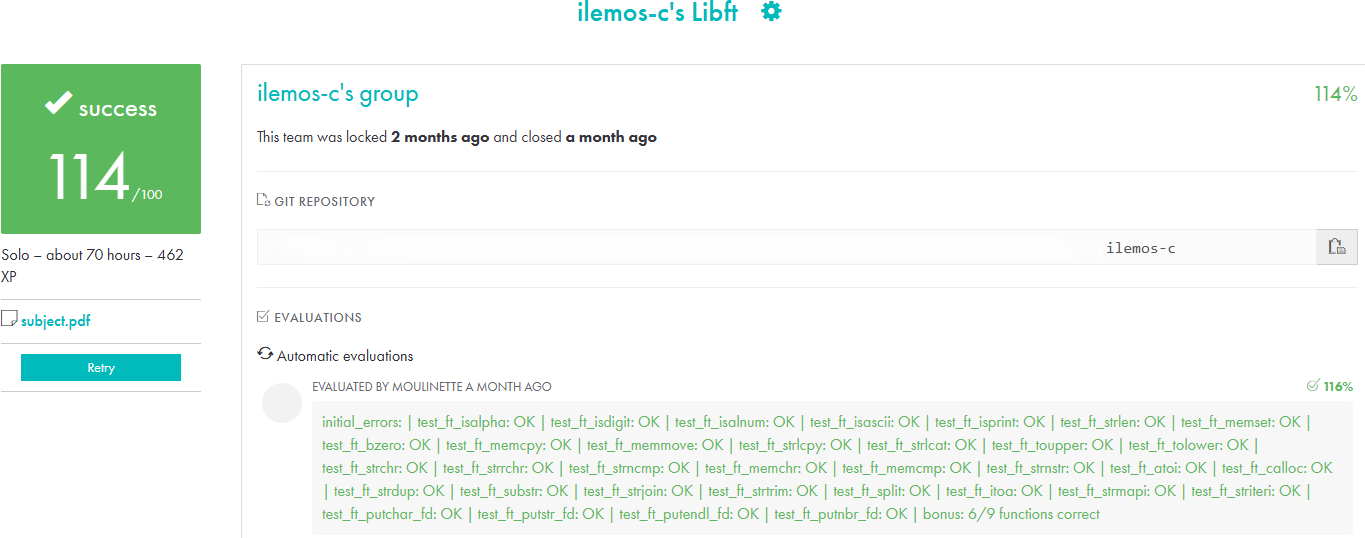 ilemos-c's Libft
success
114/100
Solo – about 70 hours – 462
XP
subject.pdf
Retry
ilemos-c's group
114%
This team was locked 2 months ago and closed a month ago
GIT REPOSITORY
ilemos-c
EVALUATIONS
Automatic evaluations
EVALUATED BY MOULINETTE A MONTH AGO
116%
initial_errors: | test_ft_isalpha: OK | test_ft_isdigit: OK | test_ft_isalnum: OK | test_ft_isascii: OK | test_ft_isprint: OK | test_ft_strlen: OK | test_ft_memset: OK |
test_ft_bzero: OK | test_ft_memcpy: OK | test_ft_memmove: OK | test_ft_strlcpy: OK | test_ft_strlcat: OK | test_ft_toupper: OK | test_ft_tolower: OK |
test_ft_strchr: OK | test_ft_strrchr: OK | test_ft_strncmp: OK | test_ft_memchr: OK | test_ft_memcmp: OK | test_ft_strnstr: OK | test_ft_atoi: OK | test_ft_calloc: OK
| test_ft_strdup: OK | test_ft_substr: OK | test_ft_strjoin: OK | test_ft_strtrim: OK | test_ft_split: OK | test_ft_itoa: OK | test_ft_strmapi: OK | test_ft_striteri: OK |
test_ft_putchar_fd: OK | test_ft_putstr_fd: OK | test_ft_putendl_fd: OK | test_ft_putnbr_fd: OK | bonus: 6/9 functions correct